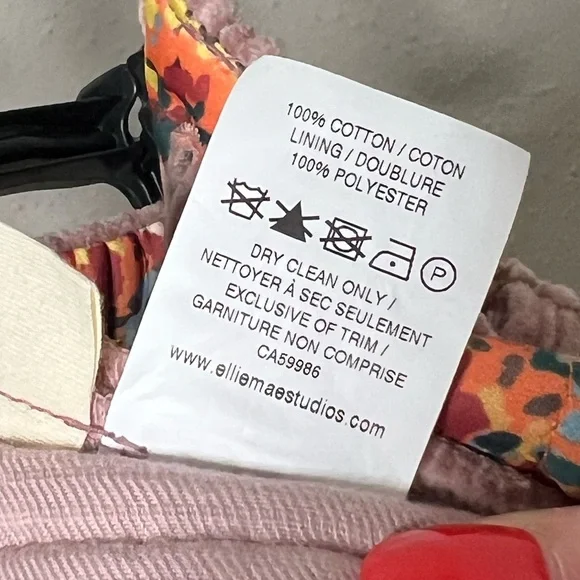 100% COTTON / COTON
LINING / DOUBLURE
100% POLYESTER
P
DRY CLEAN ONLY /
NETTOYER À SEC SEULEMENT
EXCLUSIVE OF TRIM /
GARNITURE NON COMPRISE
CA59986
www.elliemaestudios.com